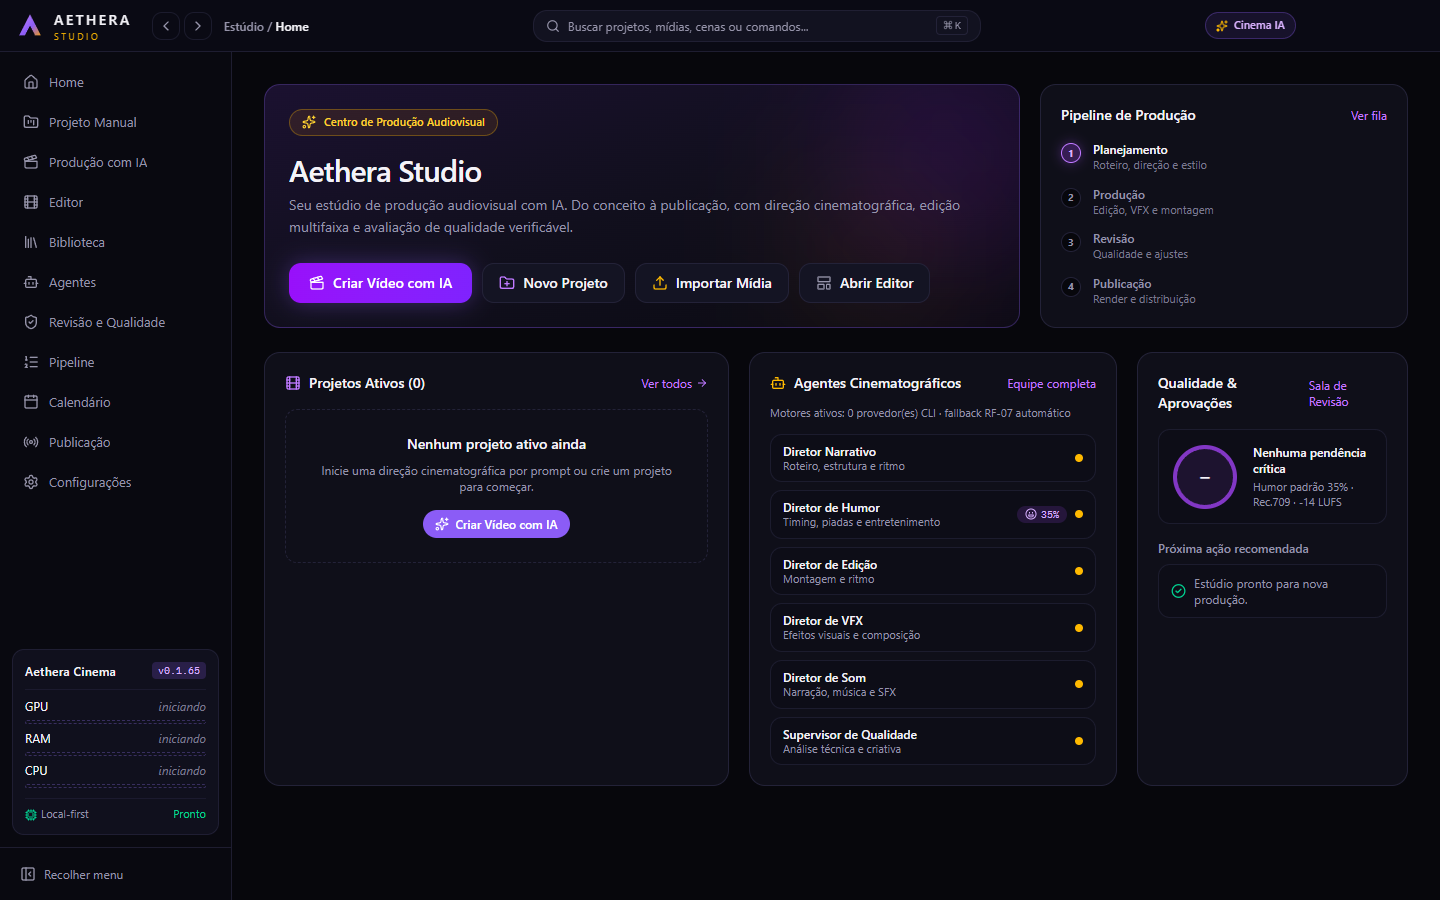 AETHERA
STUDIO
Estúdio / Home
Buscar projetos, mídias, cenas ou comandos...
⌘ K
Cinema IA
Home
Projeto Manual
Produção com IA
Editor
Biblioteca
Agentes
Revisão e Qualidade
Pipeline
Calendário
Publicação
Configurações
Aethera Cinema
v0.1.65
GPU
iniciando
RAM
iniciando
CPU
iniciando
Local-first
Pronto
Recolher menu
Centro de Produção Audiovisual
Aethera Studio
Seu estúdio de produção audiovisual com IA. Do conceito à publicação, com direção cinematográfica, edição
multifaixa e avaliação de qualidade verificável.
Criar Vídeo com IA
Novo Projeto
Importar Mídia
Abrir Editor
Pipeline de Produção
Ver fila
1
Planejamento
Roteiro, direção e estilo
2
Produção
Edição, VFX e montagem
3
Revisão
Qualidade e ajustes
4
Publicação
Render e distribuição
Projetos Ativos (0)
Ver todos →
Nenhum projeto ativo ainda
Inicie uma direção cinematográfica por prompt ou crie um projeto
para começar.
Criar Vídeo com IA
Agentes Cinematográficos
Equipe completa
Motores ativos: 0 provedor(es) CLI · fallback RF-07 automático
Diretor Narrativo
Roteiro, estrutura e ritmo
Diretor de Humor
Timing, piadas e entretenimento
35%
Diretor de Edição
Montagem e ritmo
Diretor de VFX
Efeitos visuais e composição
Diretor de Som
Narração, música e SFX
Supervisor de Qualidade
Análise técnica e criativa
Qualidade &
Aprovações
Sala de
Revisão
–
Nenhuma pendência
crítica
Humor padrão 35% ·
Rec.709 · -14 LUFS
Próxima ação recomendada
Estúdio pronto para nova
produção.